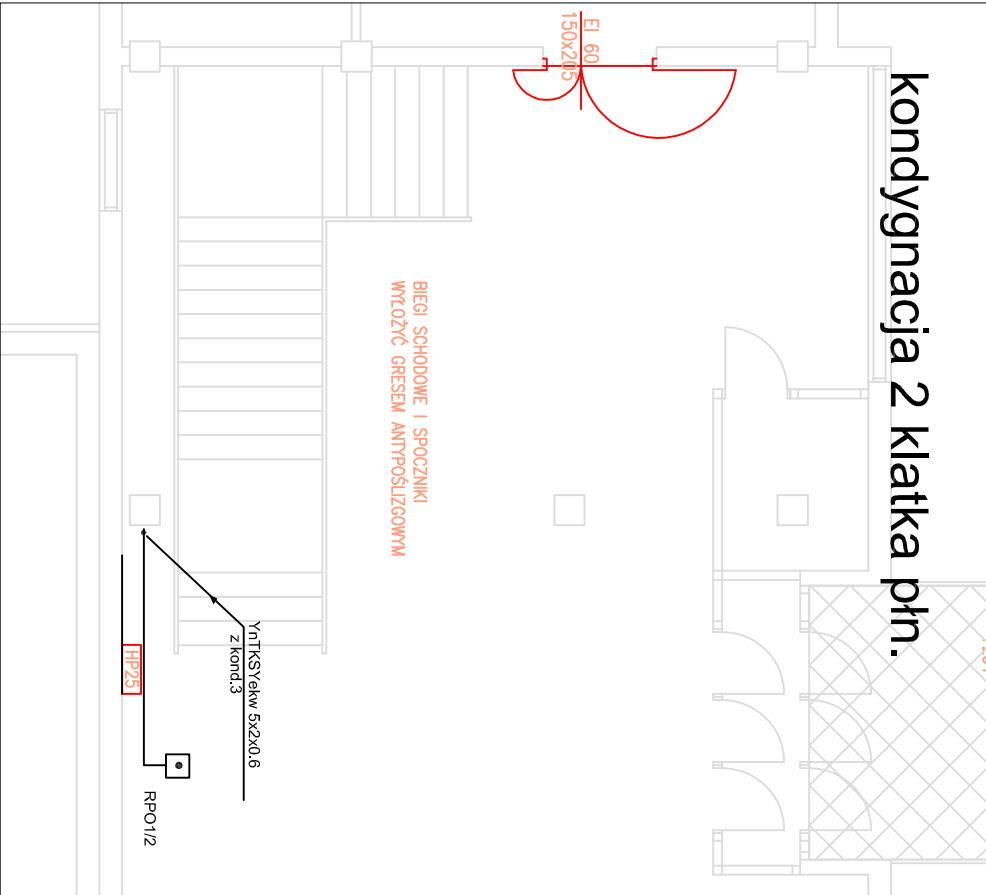 kondygnacja 2 klatka płn.
EI 60
150x205
BIEGI SCHODOWE I SPOCZNIKI
WYŁOŻYĆ GRESEM ANTYPOŚLIZGOWYM
YnTKSYekw 5x2x0.6
z kond.3
HP25
RPO1/2